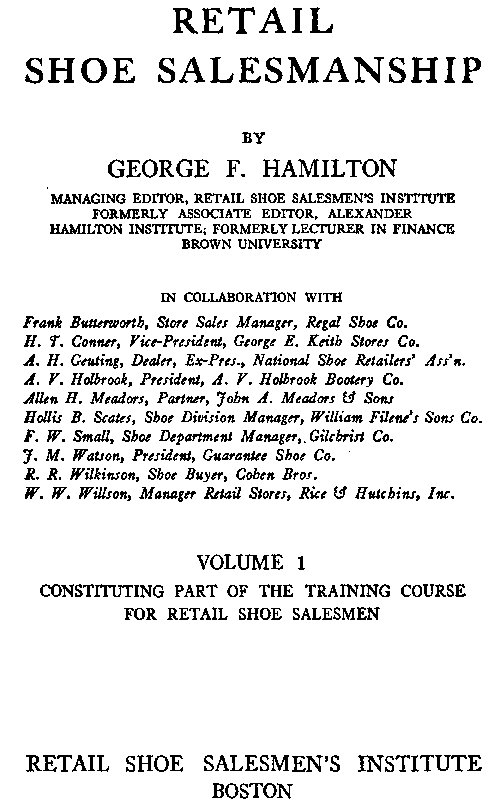 RETAIL
SHOE SALESMANSHIP
BY
GEORGE F. HAMILTON
MANAGING EDITOR, RETAIL SHOE SALESMEN'S INSTITUTE
FORMERLY ASSOCIATE EDITOR, ALEXANDER
HAMILTON INSTITUTE; FORMERLY LECTURER IN FINANCE
BROWN UNIVERSITY
IN COLLABORATION WITH
Frank Butterworth, Store Sales Manager, Regal Shoe Co.
H. T. Conner, Vice-President, George E. Keith Stores Co.
A. H. Geuting, Dealer, Ex-Pres., National Shoe Retailers' Ass'n.
A. V. Holbrook, President, A. V. Holbrook Bootery Co.
Allen H. Meadors, Partner, John A. Meadors & Sons
Hollis B. Scates, Shoe Division Manager, William Filene's Sons Co.
F. W. Small, Shoe Department Manager, Gilchrist Co.
J. M. Watson, President, Guarantee Shoe Co.
R. R. Wilkinson, Shoe Buyer, Cohen Bros.
W. W. Willson, Manager Retail Stores, Rice & Hutchins, Inc.
VOLUME 1
CONSTITUTING PART OF THE TRAINING COURSE
FOR RETAIL SHOE SALESMEN
RETAIL SHOE SALESMEN'S INSTITUTE
BOSTON